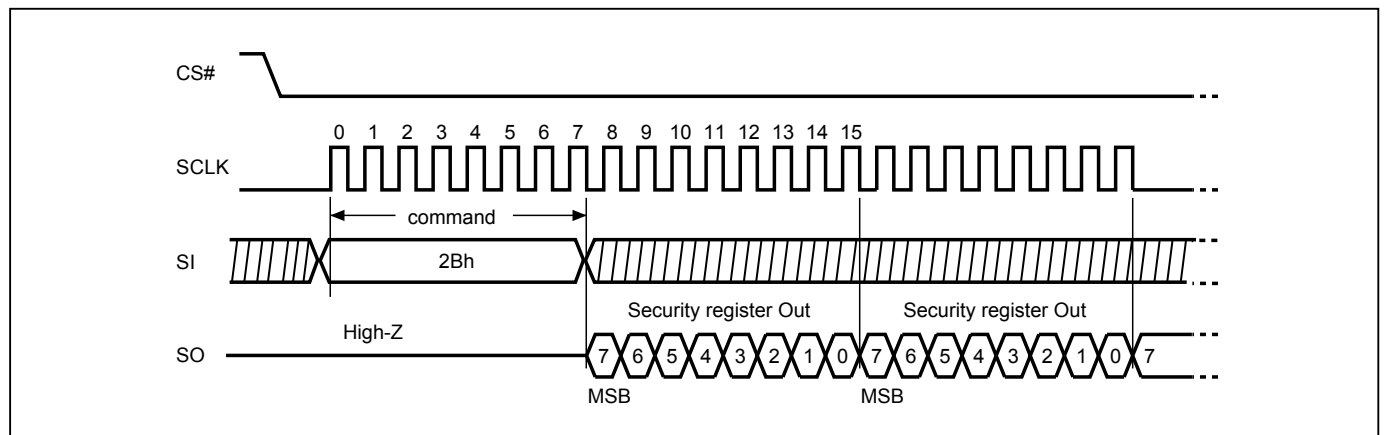 CS#
0 1 2 3 4 5 6 7 8 9 10 11 12 13 14 15
SCLK
command
SI
2Bh
Security register Out Security register Out
High-Z
SO
7 6 5 4 3 2 1 0 7 6 5 4 3 2 1 0 7
MSB MSB